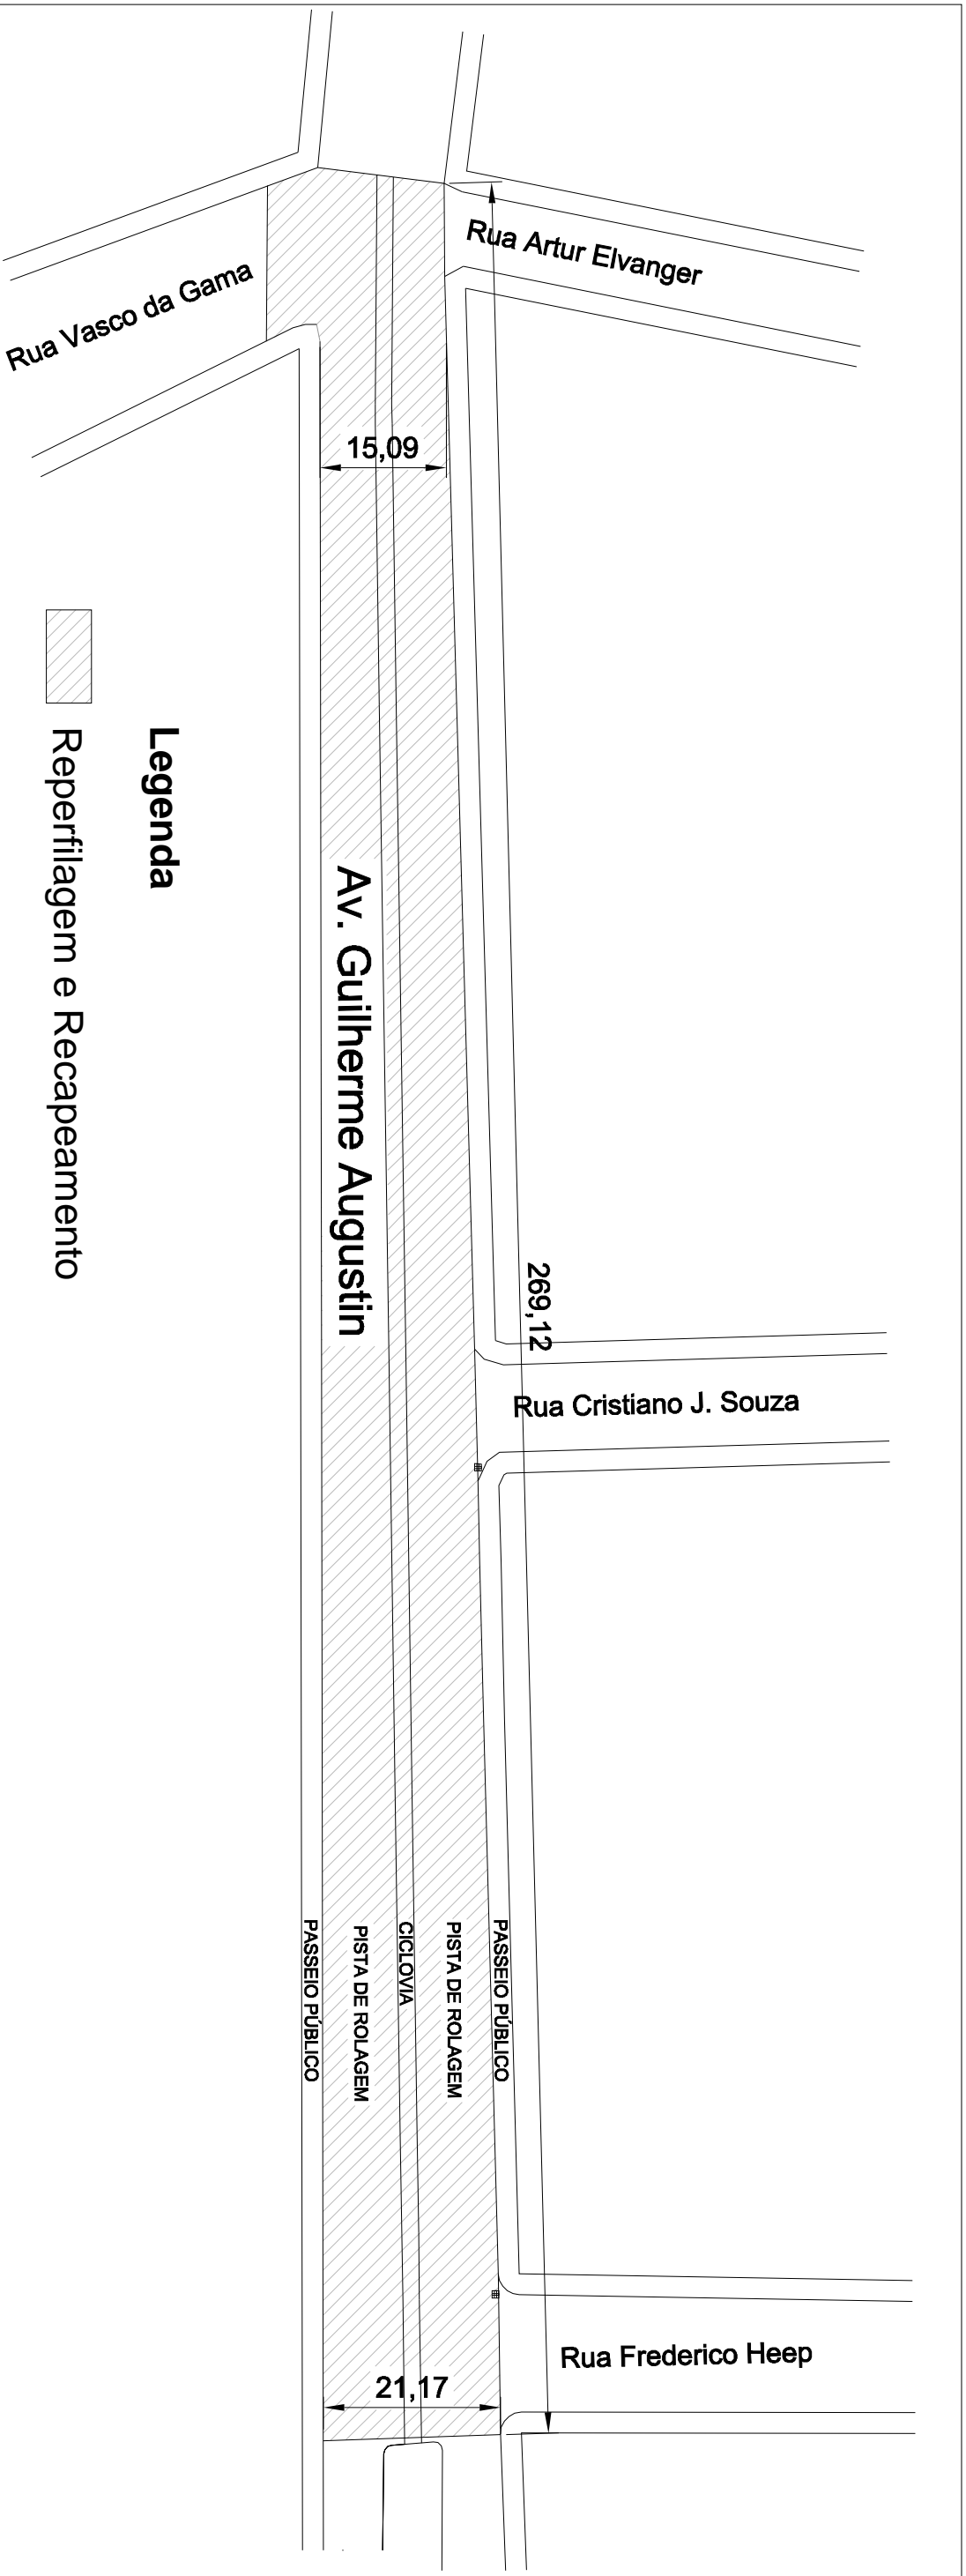 Rua Artur Elvanger
Rua Vasco da Gama
15,09
Legenda
Reperfilagem e Recapeamento
Av. Guilherme Augustin
269,12
Rua Cristiano J. Souza
PASSEIO PÚBLICO
PISTA DE ROLAGEM
CICLOVIA
PISTA DE ROLAGEM
PASSEIO PÚBLICO
Rua Frederico Heep
21,17